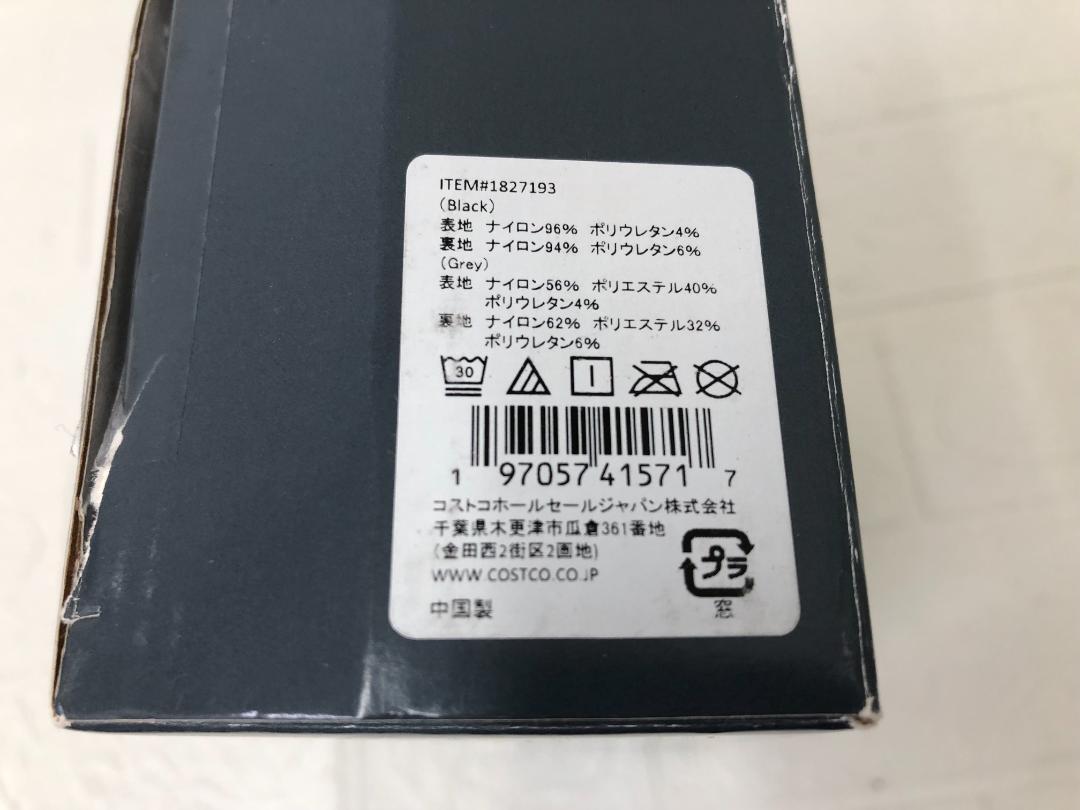 ITEM#1827193
(Black)
表地 ナイロン96% ポリウレタン4%
裏地 ナイロン94% ポリウレタン6%
(Grey)
表地 ナイロン56% ポリエステル40%
ポリウレタン4%
裏地 ナイロン62% ポリエステル32%
ポリウレタン6%
30
1 97057 41571 7
コストコホールセールジャパン株式会社
千葉県木更津市瓜倉361番地
(金田西2街区2画地)
WWW.COSTCO.CO.JP
プラ
中国製
窓